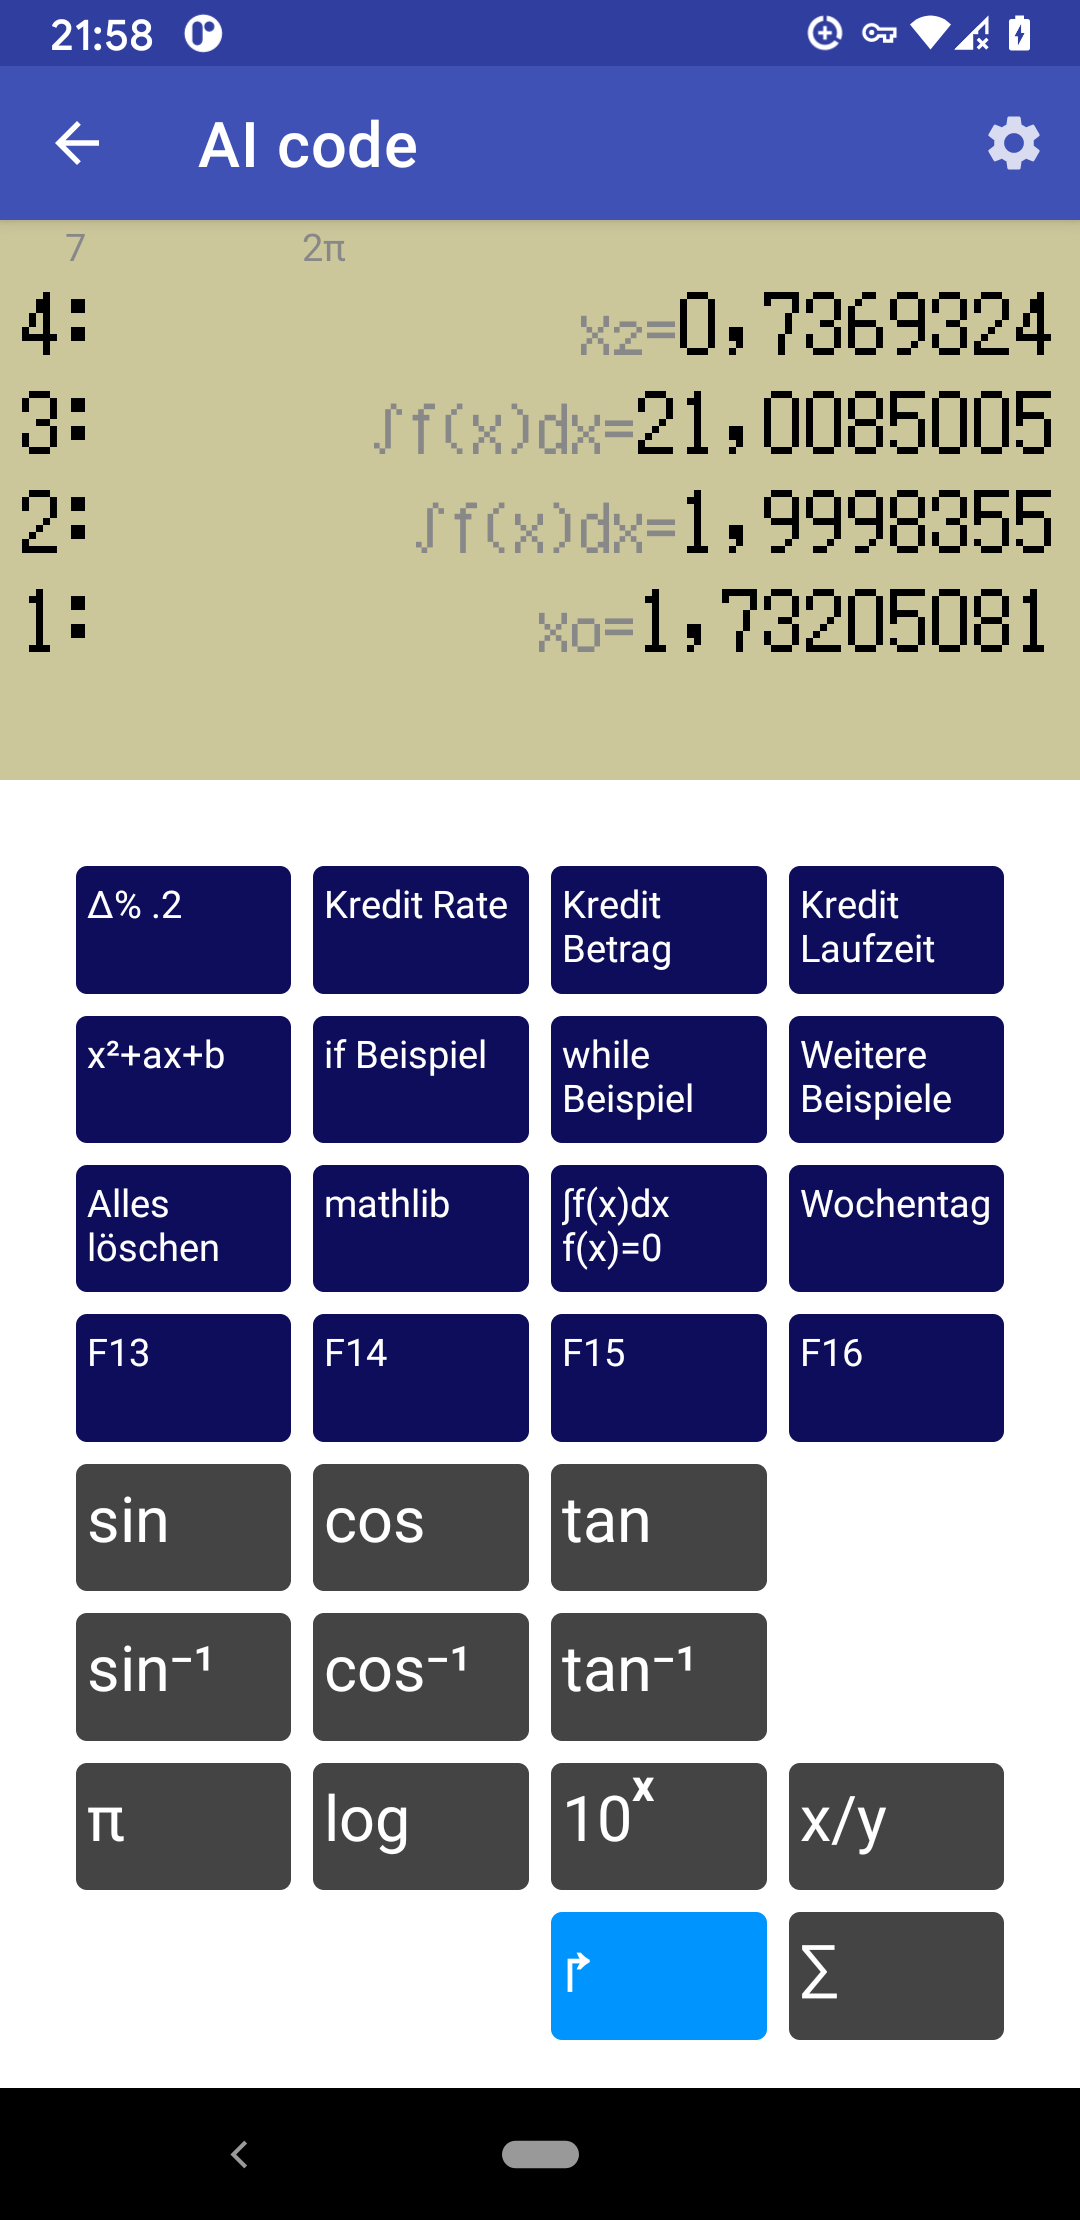 21:58
AI code
7 2π
4: x2=0,7369324
3: ∫f(x)dx=21,0085005
2: ∫f(x)dx=1,9998355
1: x0=1,73205081
Δ% .2 Kredit Rate Kredit Betrag Kredit Laufzeit
x²+ax+b if Beispiel while Beispiel Weitere Beispiele
Alles löschen mathlib ∫f(x)dx f(x)=0 Wochentag
F13 F14 F15 F16
sin cos tan
sin⁻¹ cos⁻¹ tan⁻¹
π log 10ˣ x/y
↱ Σ